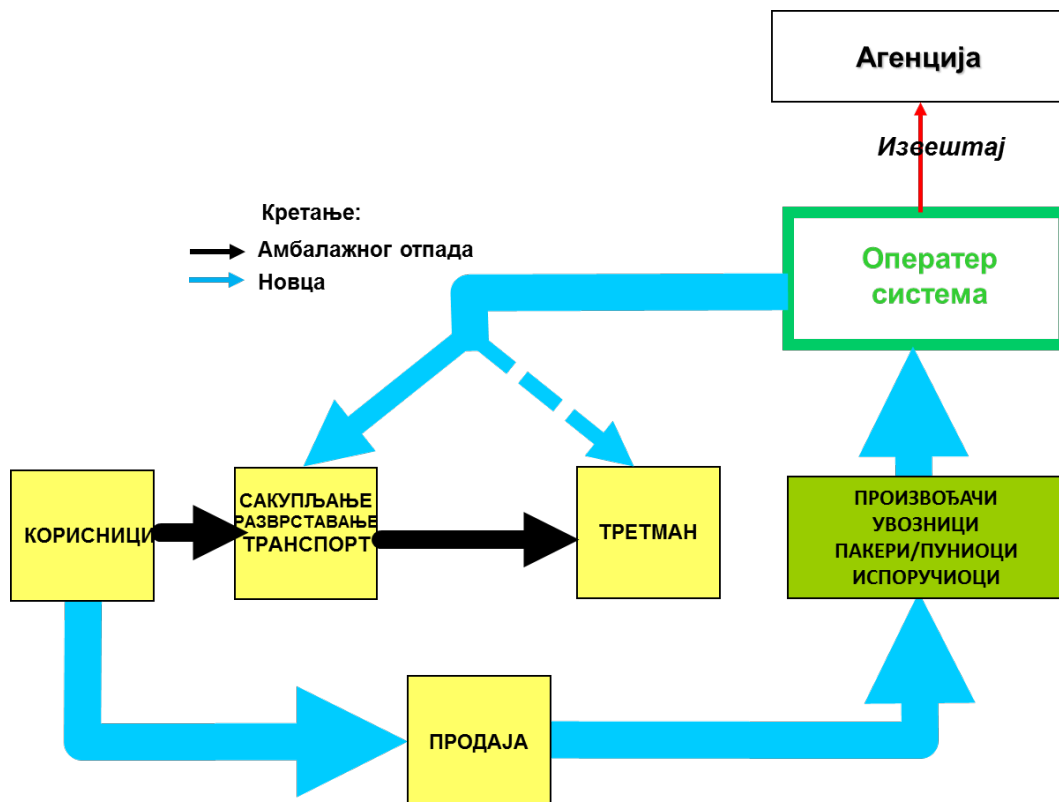 Агенција
Извештај
Кретање:
Амбалажног отпада
Новца
Оператер
система
КОРИСНИЦИ
САКУПЉАЊЕ
РАЗВРСТАВАЊЕ
ТРАНСПОРТ
ТРЕТМАН
ПРОИЗВОЂАЧИ
УВОЗНИЦИ
ПАКЕРИ/ПУНИОЦИ
ИСПОРУЧИОЦИ
ПРОДАЈА